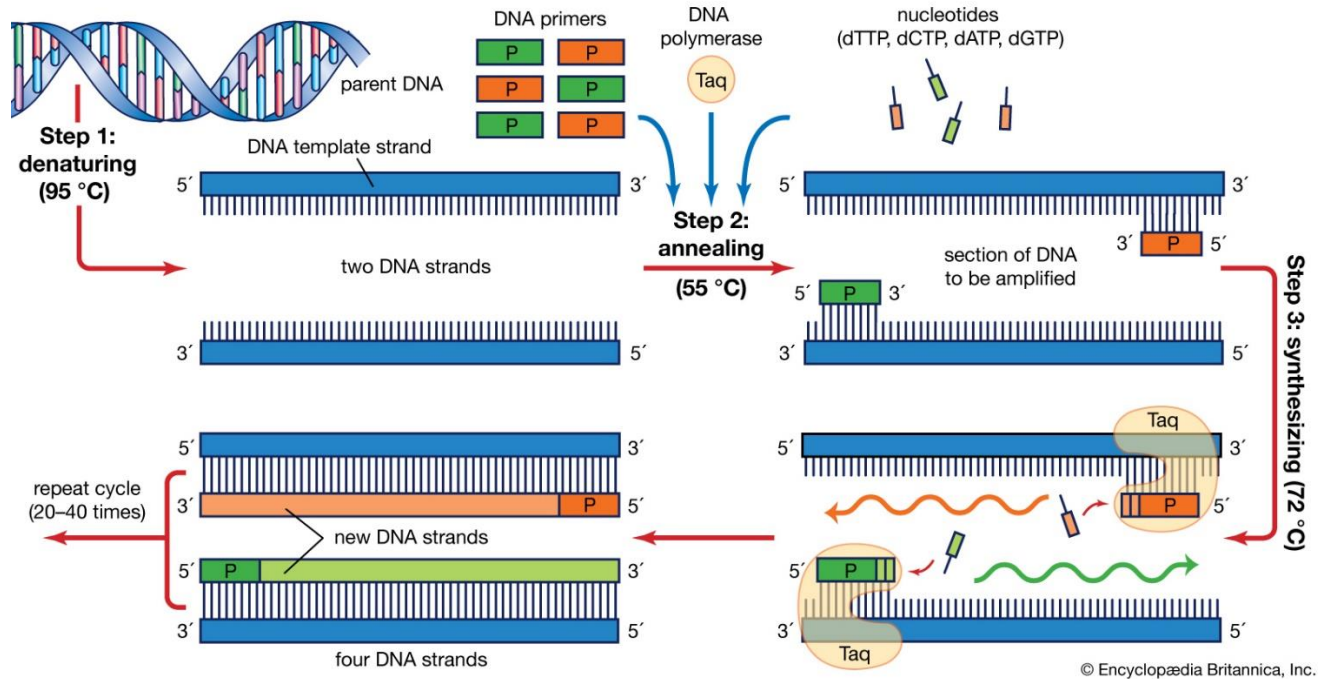 DNA primers
P P
P P
P P
DNA
polymerase
Taq
nucleotides
(dTTP, dCTP, dATP, dGTP)
parent DNA
Step 1:
denaturing
(95 °C)
DNA template strand
5′ 3′
two DNA strands
3′ 5′
Step 2:
annealing
(55 °C)
5′ 3′
3′ P 5′
section of DNA
to be amplified
5′ P 3′
3′ 5′
Step 3: synthesizing (72 °C)
Taq
5′ 3′
P 5′
5′ P
3′ 5′
Taq
5′ 3′
3′ P 5′
new DNA strands
5′ P 3′
3′ 5′
four DNA strands
repeat cycle
(20–40 times)
© Encyclopædia Britannica, Inc.